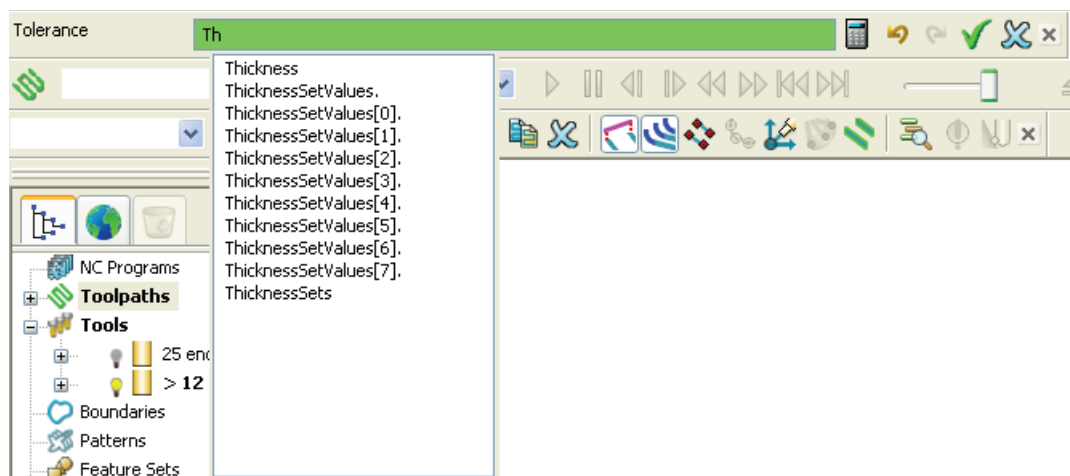 Tolerance
Th
Thickness
ThicknessSetValues.
ThicknessSetValues[0].
ThicknessSetValues[1].
ThicknessSetValues[2].
ThicknessSetValues[3].
ThicknessSetValues[4].
ThicknessSetValues[5].
ThicknessSetValues[6].
ThicknessSetValues[7].
ThicknessSets
NC Programs
Toolpaths
Tools
25 end
> 12
Boundaries
Patterns
Feature Sets